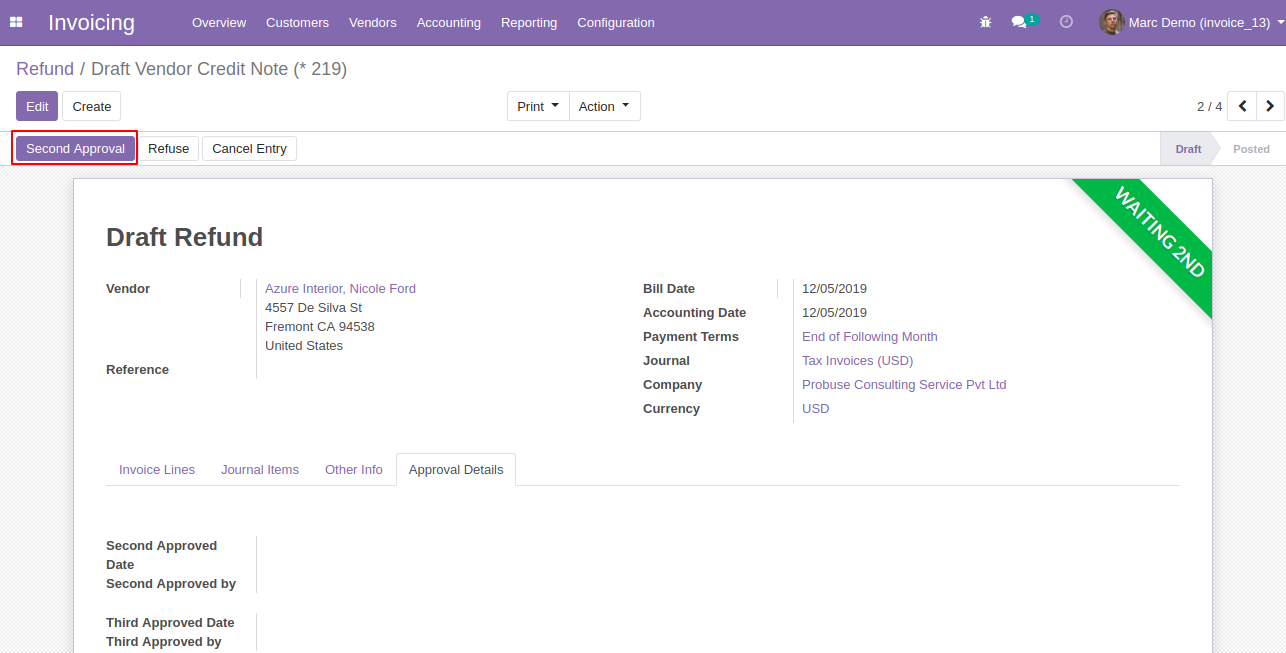 Invoicing Overview Customers Vendors Accounting Reporting Configuration 1 Marc Demo (invoice_13)
Refund / Draft Vendor Credit Note (* 219)
Edit Create Print Action 2 / 4
Second Approval Refuse Cancel Entry Draft Posted
WAITING 2ND
Draft Refund
Vendor Azure Interior, Nicole Ford Bill Date 12/05/2019
4557 De Silva St Accounting Date 12/05/2019
Fremont CA 94538 Payment Terms End of Following Month
United States Journal Tax Invoices (USD)
Reference Company Probuse Consulting Service Pvt Ltd
Currency USD
Invoice Lines Journal Items Other Info Approval Details
Second Approved
Date
Second Approved by
Third Approved Date
Third Approved by